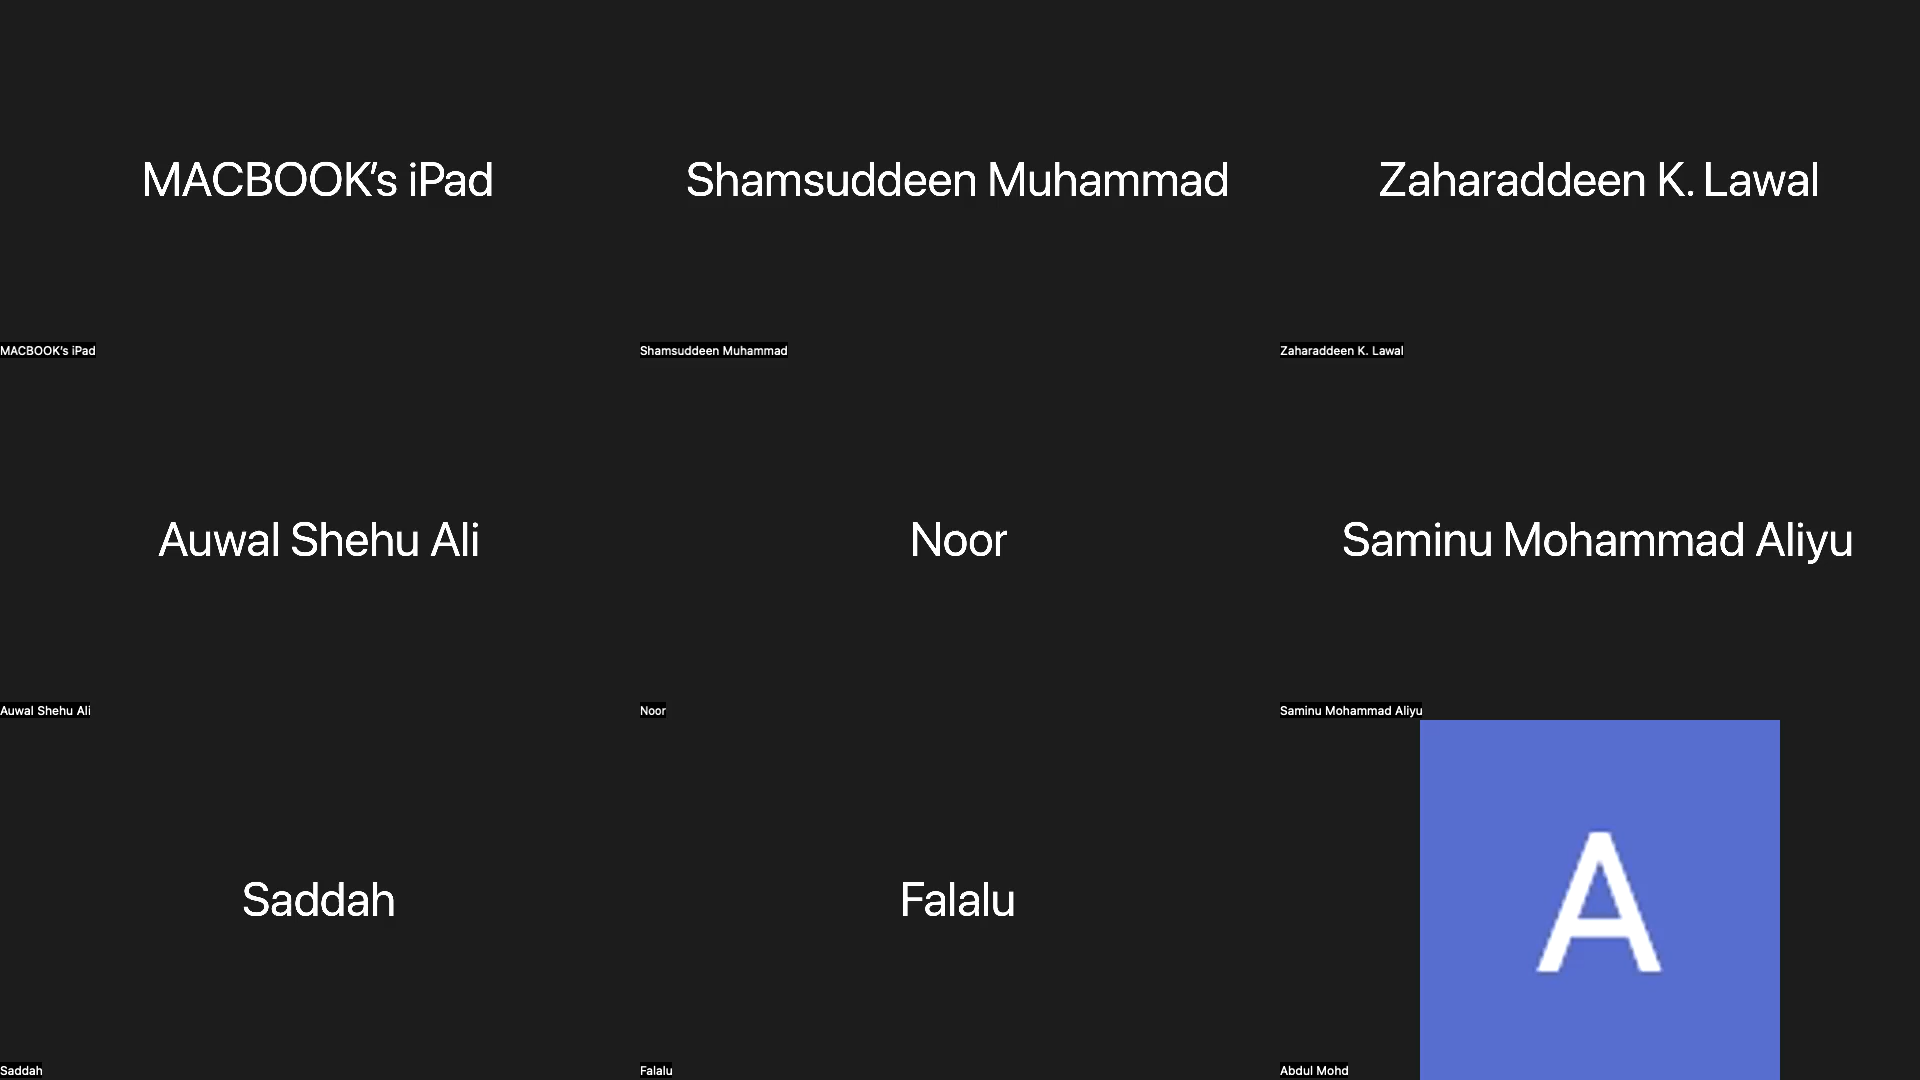 MACBOOK’s iPad
Shamsuddeen Muhammad
Zaharaddeen K. Lawal
MACBOOK’s iPad
Shamsuddeen Muhammad
Zaharaddeen K. Lawal
Auwal Shehu Ali
Noor
Saminu Mohammad Aliyu
Auwal Shehu Ali
Noor
Saminu Mohammad Aliyu
Saddah
Falalu
A
Saddah
Falalu
Abdul Mohd